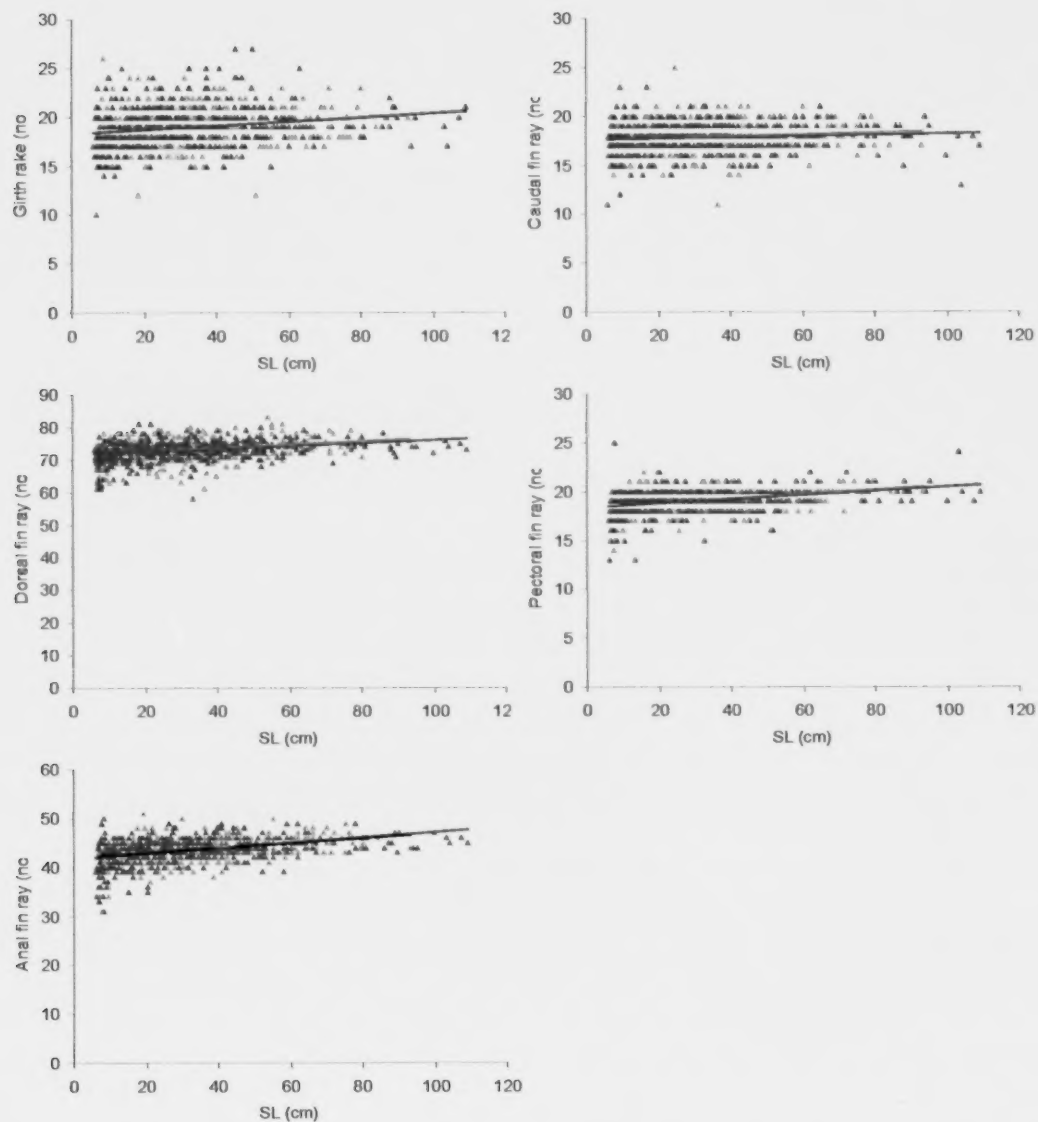 30
25
20
15
10
5
0
Girth rake (no
0 20 40 60 80 100 12
SL (cm)
30
25
20
15
10
5
0
Caudal fin ray (nc
0 20 40 60 80 100 120
SL (cm)
90
80
70
60
50
40
30
20
10
0
Dorsal fin ray (nc
0 20 40 60 80 100 12
SL (cm)
30
25
20
15
10
5
0
Pectoral fin ray (nc
0 20 40 60 80 100 120
SL (cm)
60
50
40
30
20
10
0
Anal fin ray (nc
0 20 40 60 80 100 120
SL (cm)